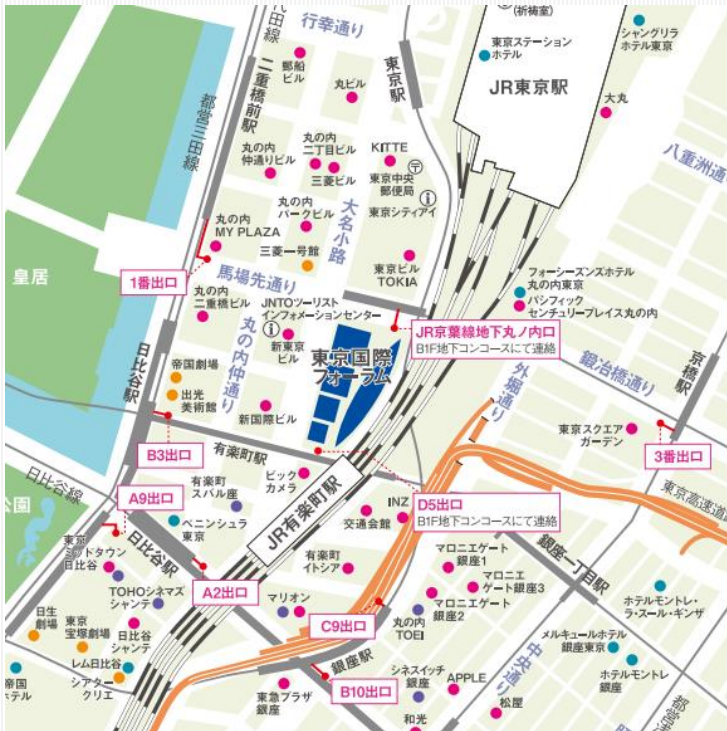 代田線
行幸通り
(祈祷室)
東京ステーション
ホテル
シャングリラ
ホテル東京
JR東京駅
大丸
郵船
ビル
丸ビル
東京駅
二重橋前駅
都営三田線
八重洲通り
丸の内
仲通りビル
丸の内
二丁目ビル
三菱ビル
KITTE
東京中央
郵便局
東京シティアイ
大名小路
丸の内
パークビル
丸の内
MY PLAZA
三菱一号館
東京ビル
TOKIA
皇居
1番出口
馬場先通り
フォーシーズンズホテル
丸の内東京
パシフィック
センチュリープレイス丸の内
丸の内
二重橋ビル
JNTOツーリスト
インフォメーションセンター
新東京
ビル
丸の内仲通り
JR京葉線地下丸ノ内口
B1F地下コンコースにて連絡
東京国際
フォーラム
日比谷駅
帝国劇場
出光
美術館
新国際ビル
外堀通り
鍛冶橋通り
京橋駅
東京スクエア
ガーデン
3番出口
B3出口
有楽町駅
日比谷線
公園
A9出口
有楽町
スバル座
ビック
カメラ
JR有楽町駅
D5出口
B1F地下コンコースにて連絡
東京高速道路
ペニンシュラ
東京
交通会館
INZ
東京
ミッドタウン
日比谷
日比谷駅
A2出口
有楽町
イトシア
マロニエゲート
銀座1
マロニエ
ゲート銀座3
マロニエゲート
銀座2
銀座一丁目駅
TOHOシネマズ
シャンテ
マリオン
C9出口
丸の内
TOEI
ホテルモントレ・
ラ・スール・ギンザ
日生
劇場
東京
宝塚劇場
日比谷
シャンテ
メルキュールホテル
銀座東京
ホテルモントレ
銀座
レム日比谷
シアター
クリエ
帝国
ホテル
銀座駅
B10出口
シネスイッチ
銀座
APPLE
中央通り
東急プラザ
銀座
和光
松屋
都営